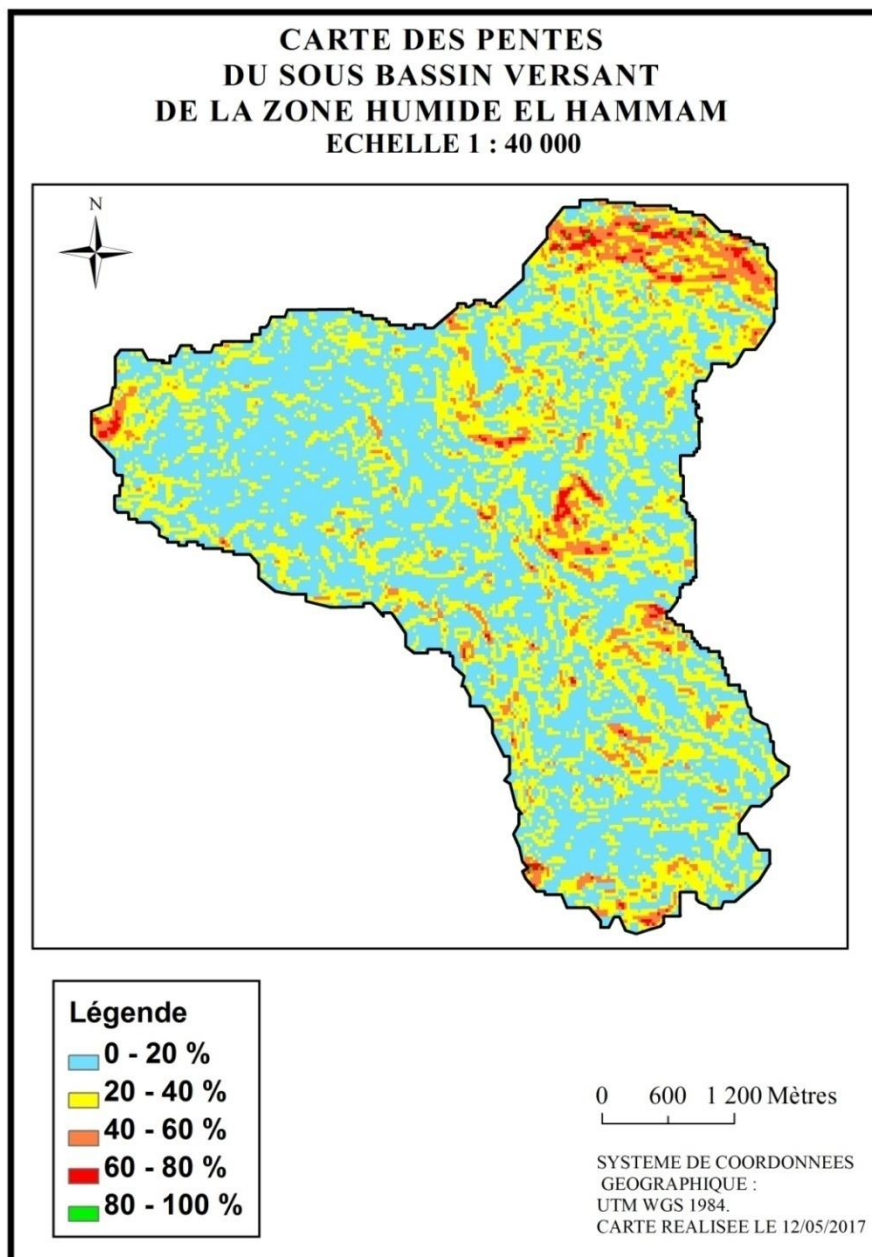 CARTE DES PENTES
DU SOUS BASSIN VERSANT
DE LA ZONE HUMIDE EL HAMMAM
ECHELLE 1 : 40 000
N
Légende
0 - 20 %
20 - 40 %
40 - 60 %
60 - 80 %
80 - 100 %
0 600 1 200 Mètres
SYSTEME DE COORDONNEES
GEOGRAPHIQUE :
UTM WGS 1984.
CARTE REALISEE LE 12/05/2017